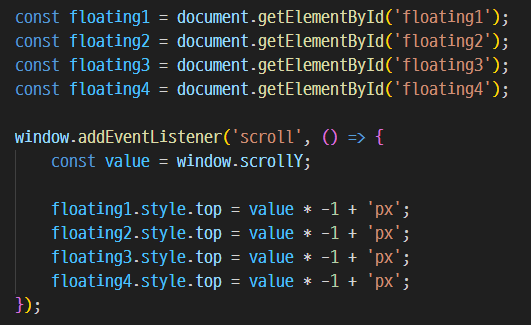 const floating1 = document.getElementById('floating1');
const floating2 = document.getElementById('floating2');
const floating3 = document.getElementById('floating3');
const floating4 = document.getElementById('floating4');

window.addEventListener('scroll', () => {
    const value = window.scrollY;

    floating1.style.top = value * -1 + 'px';
    floating2.style.top = value * -1 + 'px';
    floating3.style.top = value * -1 + 'px';
    floating4.style.top = value * -1 + 'px';
});